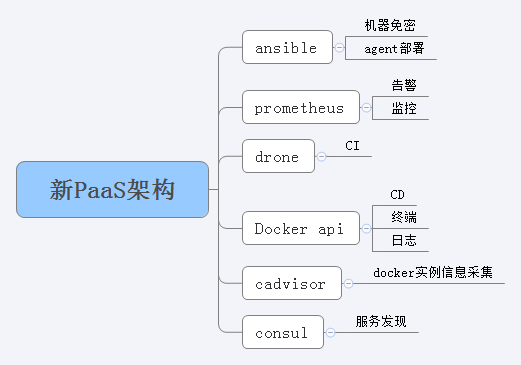 新PaaS架构
ansible
机器免密
agent部署
prometheus
告警
监控
drone
CI
Docker api
CD
终端
日志
cadvisor
docker实例信息采集
consul
服务发现